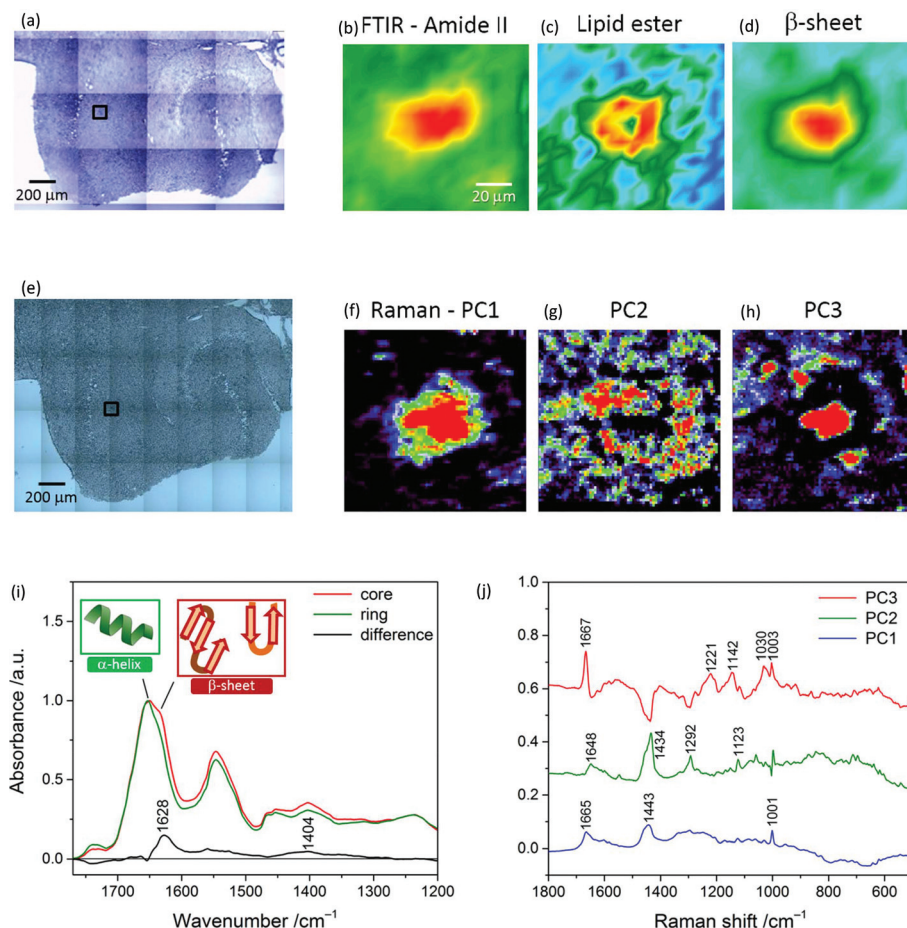 (a)
200 µm
(b) FTIR - Amide II
20 µm
(c) Lipid ester
(d) β-sheet
(e)
200 µm
(f) Raman - PC1
(g) PC2
(h) PC3
(i)
core
ring
difference
α-helix
β-sheet
1628
1404
Absorbance /a.u.
1.5
1.0
0.5
0.0
1700 1600 1500 1400 1300 1200
Wavenumber /cm⁻¹
(j)
PC3
PC2
PC1
1667
1221
1142
1030
1003
1648
1434
1292
1123
1665
1443
1001
1.0
0.8
0.6
0.4
0.2
0.0
1800 1600 1400 1200 1000 800 600
Raman shift /cm⁻¹